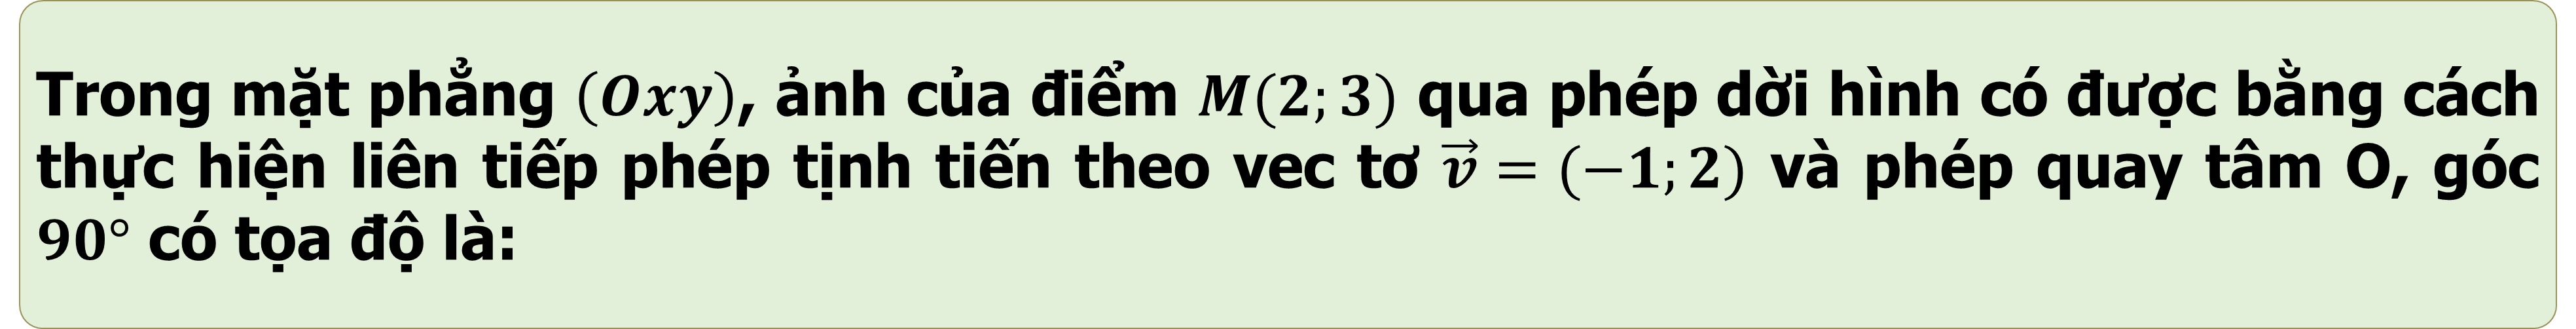 Trong mặt phẳng (Oxy), ảnh của điểm M(2; 3) qua phép dời hình có được bằng cách
thực hiện liên tiếp phép tịnh tiến theo vec tơ v⃗ = (−1; 2) và phép quay tâm O, góc
90° có tọa độ là: